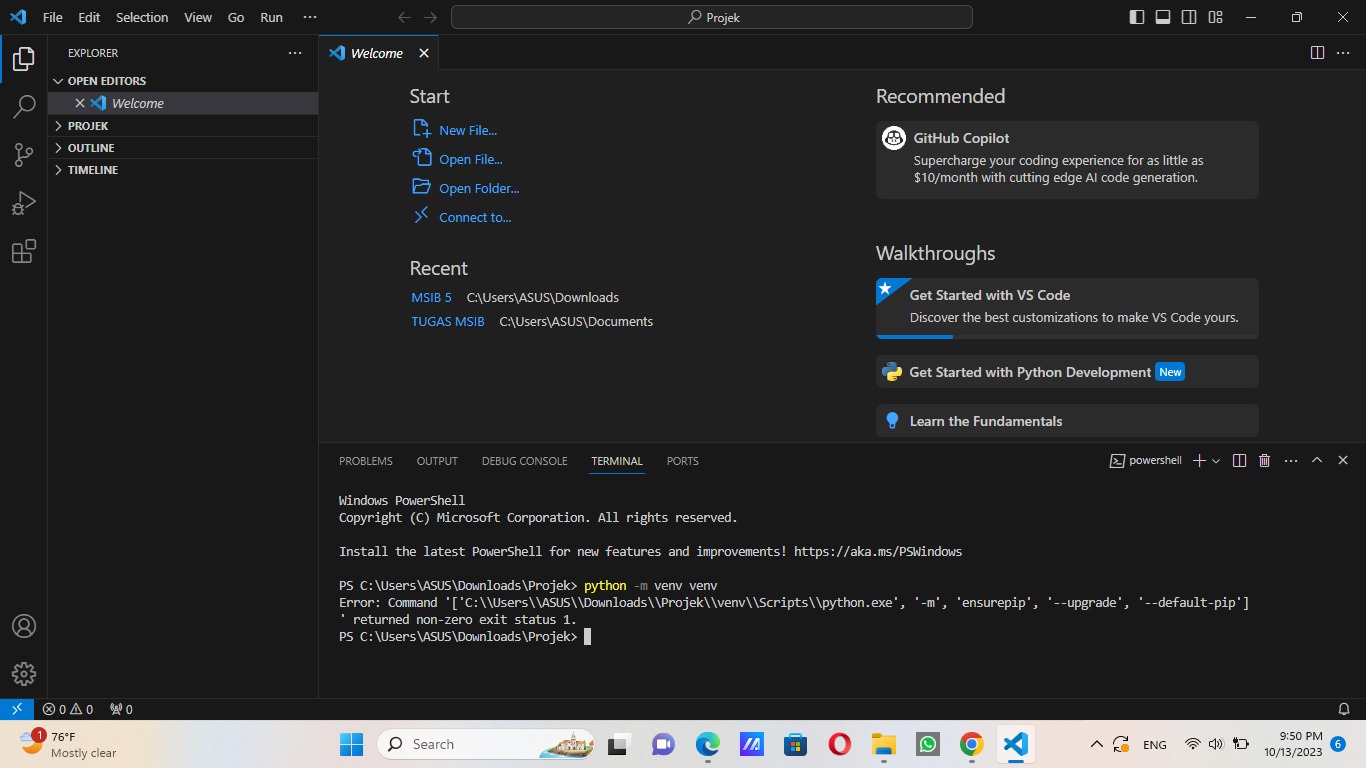 File Edit Selection View Go Run ···
Projek
EXPLORER
OPEN EDITORS
Welcome
PROJEK
OUTLINE
TIMELINE
Welcome
Start
New File...
Open File...
Open Folder...
Connect to...
Recent
MSIB 5 C:\Users\ASUS\Downloads
TUGAS MSIB C:\Users\ASUS\Documents
Recommended
GitHub Copilot
Supercharge your coding experience for as little as
$10/month with cutting edge AI code generation.
Walkthroughs
Get Started with VS Code
Discover the best customizations to make VS Code yours.
Get Started with Python Development New
Learn the Fundamentals
PROBLEMS OUTPUT DEBUG CONSOLE TERMINAL PORTS
powershell
Windows PowerShell
Copyright (C) Microsoft Corporation. All rights reserved.
Install the latest PowerShell for new features and improvements! https://aka.ms/PSWindows
PS C:\Users\ASUS\Downloads\Projek> python -m venv venv
Error: Command '['C:\\Users\\ASUS\\Downloads\\Projek\\venv\\Scripts\\python.exe', '-m', 'ensurepip', '--upgrade', '--default-pip']
' returned non-zero exit status 1.
PS C:\Users\ASUS\Downloads\Projek>
0 0 0
1
76°F
Mostly clear
Search
ENG
9:50 PM
10/13/2023
6